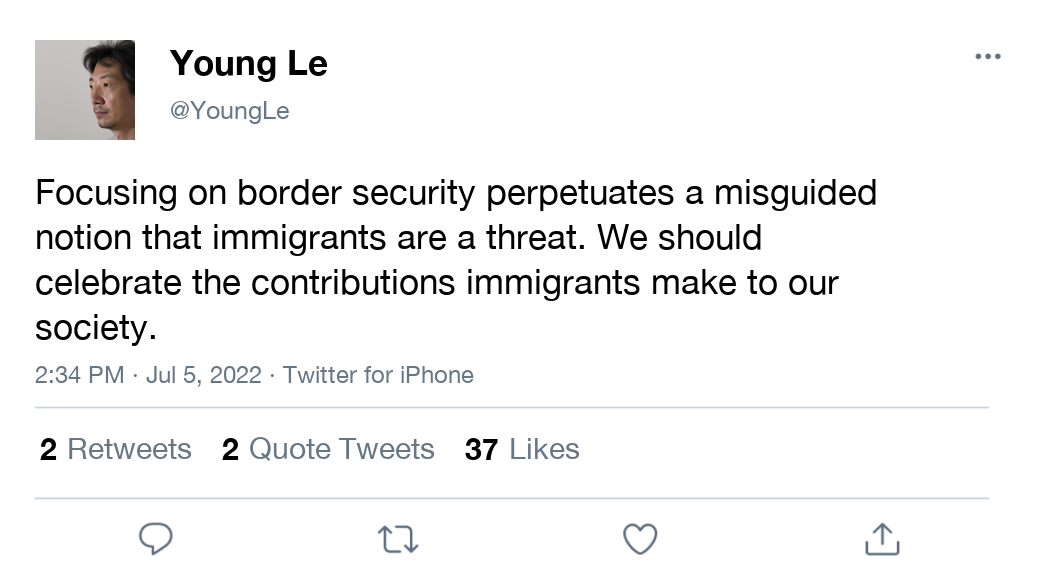 Young Le
@YoungLe
Focusing on border security perpetuates a misguided
notion that immigrants are a threat. We should
celebrate the contributions immigrants make to our
society.
2:34 PM · Jul 5, 2022 · Twitter for iPhone
2 Retweets 2 Quote Tweets 37 Likes